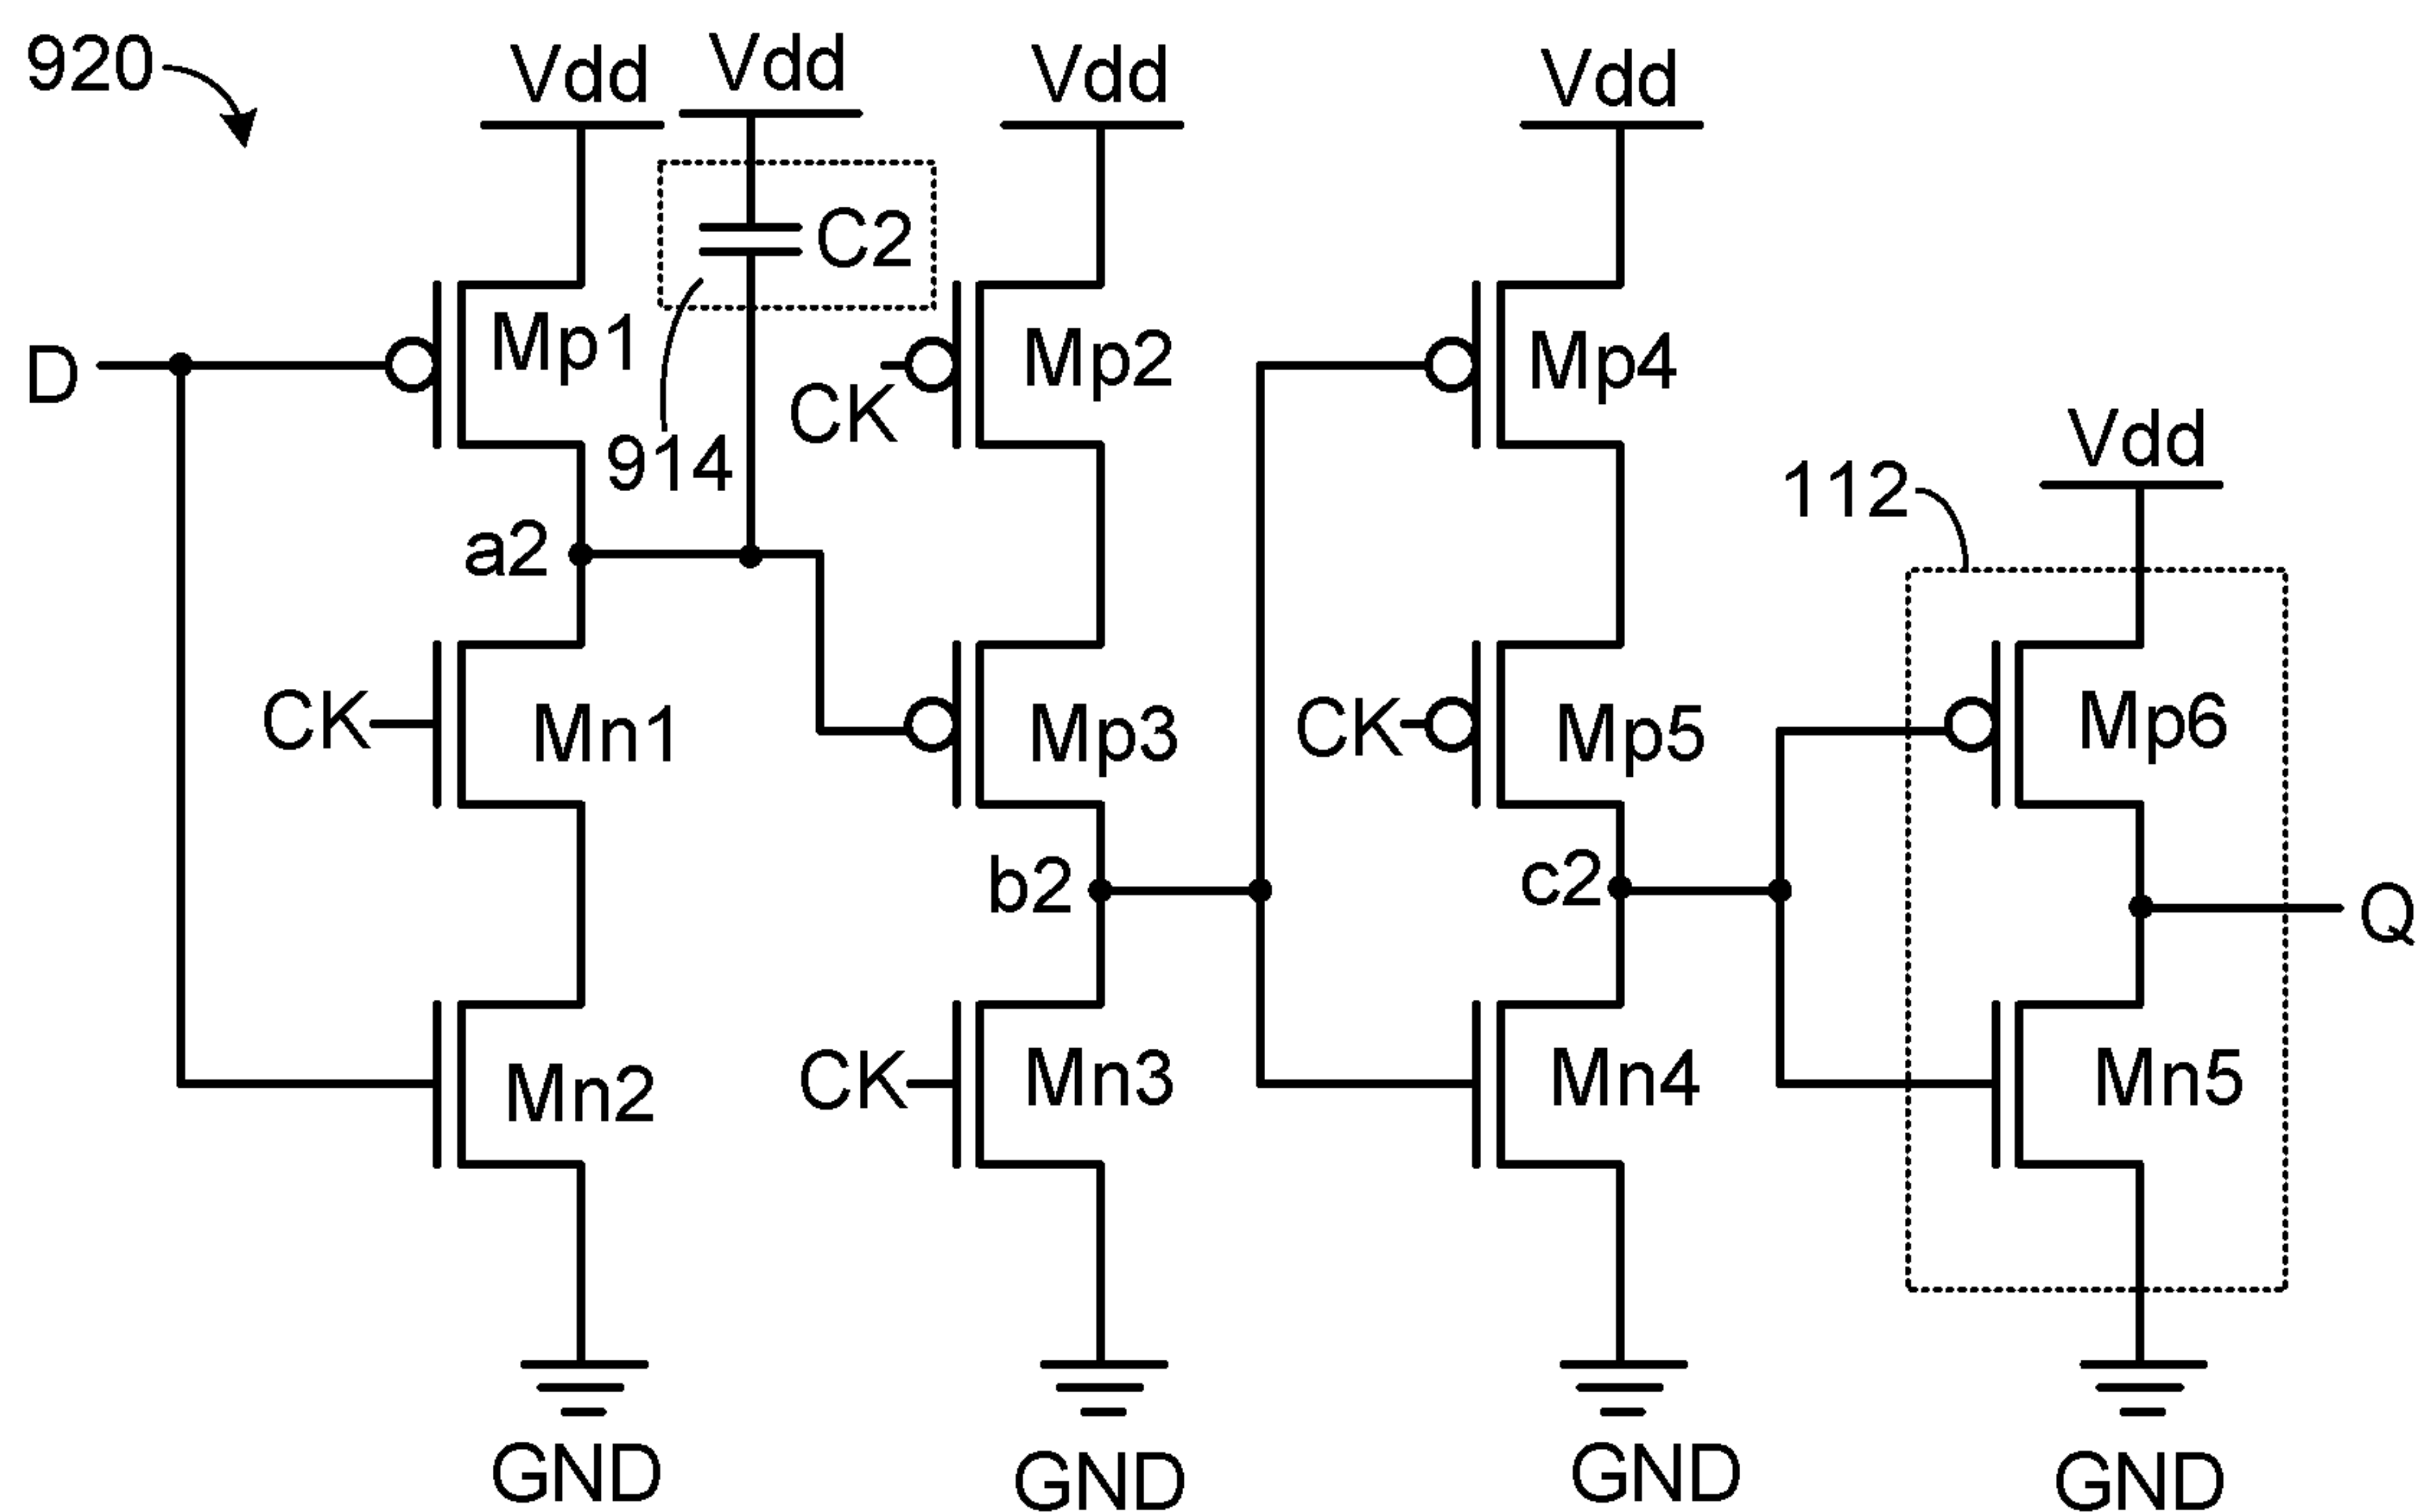 920
Vdd
Vdd
Vdd
Vdd
C2
Mp1
Mp2
Mp4
D
CK
914
Vdd
112
a2
Mn1
CK
Mp3
CK
Mp5
Mp6
b2
c2
Q
Mn2
CK
Mn3
Mn4
Mn5
GND
GND
GND
GND